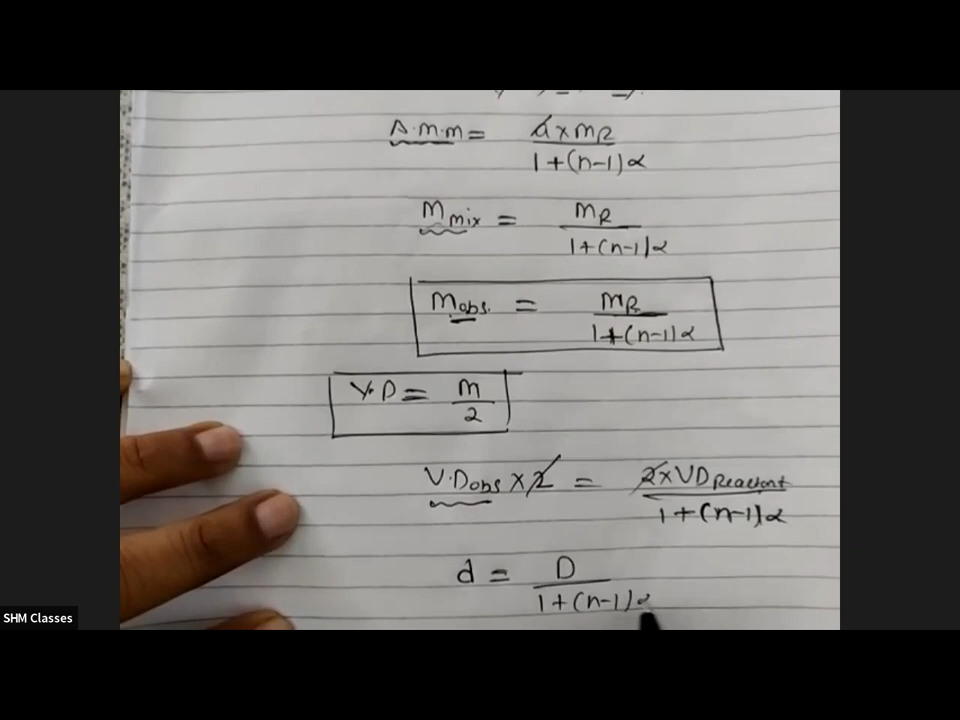 A.M.M = a×MR / 1+(n-1)α
Mmix = MR / 1+(n-1)α
Mobs. = MR / 1+(n-1)α
V.D = M / 2
V.Dobs × 2 = 2×VDReactant / 1+(n-1)α
d = D / 1+(n-1)α
SHM Classes